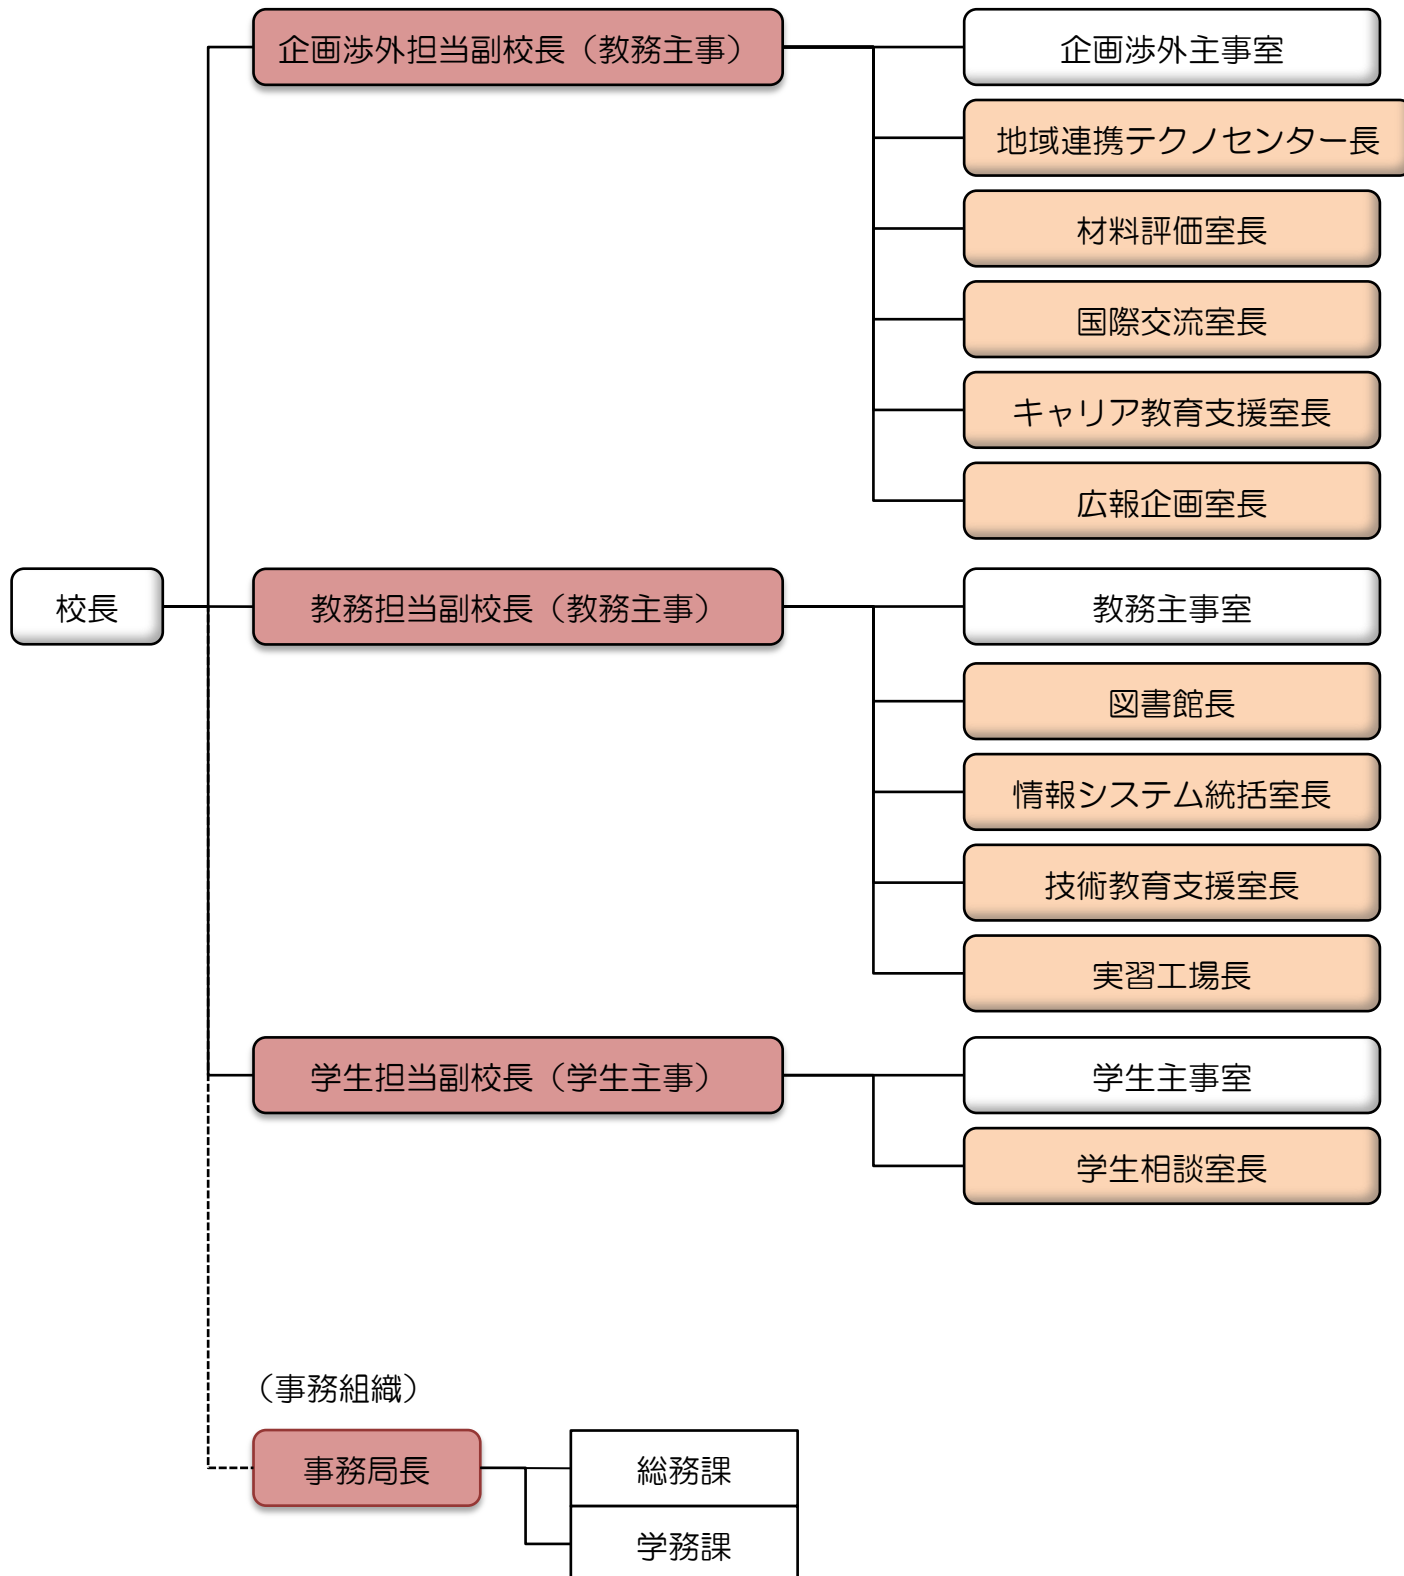 企画渉外担当副校長（教務主事）
企画渉外主事室
地域連携テクノセンター長
材料評価室長
国際交流室長
キャリア教育支援室長
広報企画室長
校長
教務担当副校長（教務主事）
教務主事室
図書館長
情報システム統括室長
技術教育支援室長
実習工場長
学生担当副校長（学生主事）
学生主事室
学生相談室長
（事務組織）
事務局長
総務課
学務課